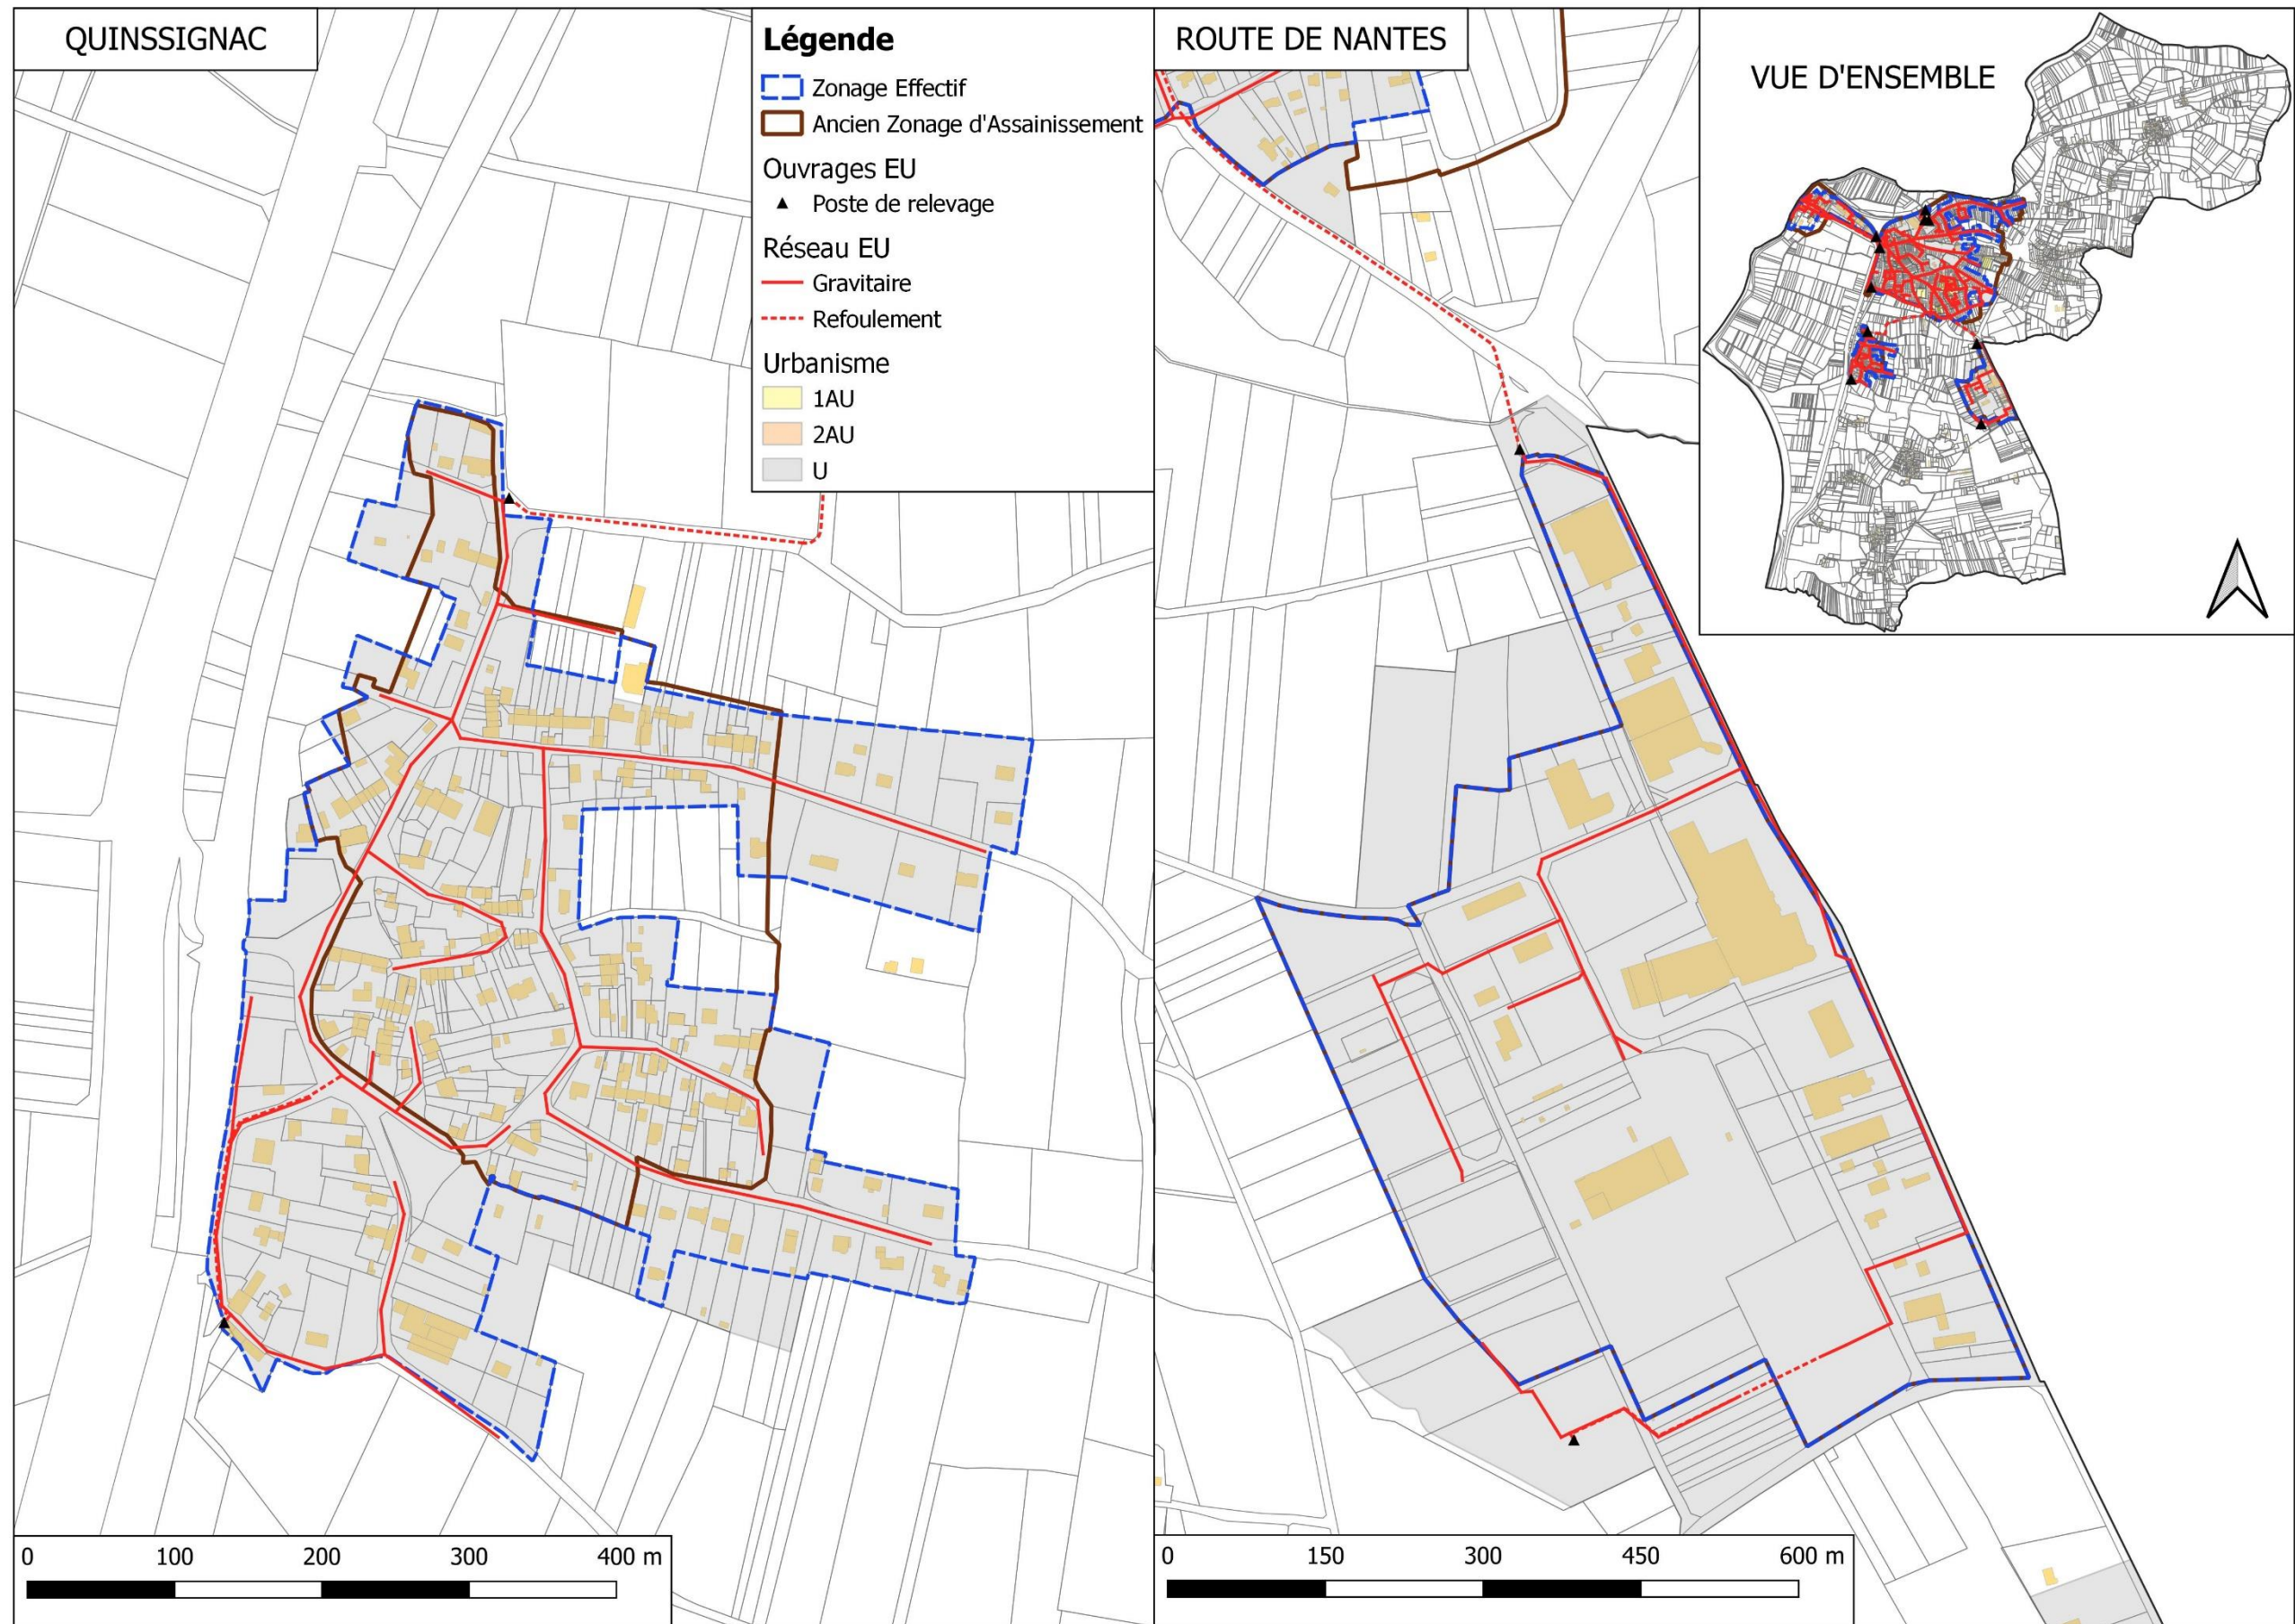 QUINSSIGNAC
Légende
Zonage Effectif
Ancien Zonage d'Assainissement
Ouvrages EU
Poste de relevage
Réseau EU
Gravitaire
Refoulement
Urbanisme
1AU
2AU
U
ROUTE DE NANTES
VUE D'ENSEMBLE
0 100 200 300 400 m
0 150 300 450 600 m